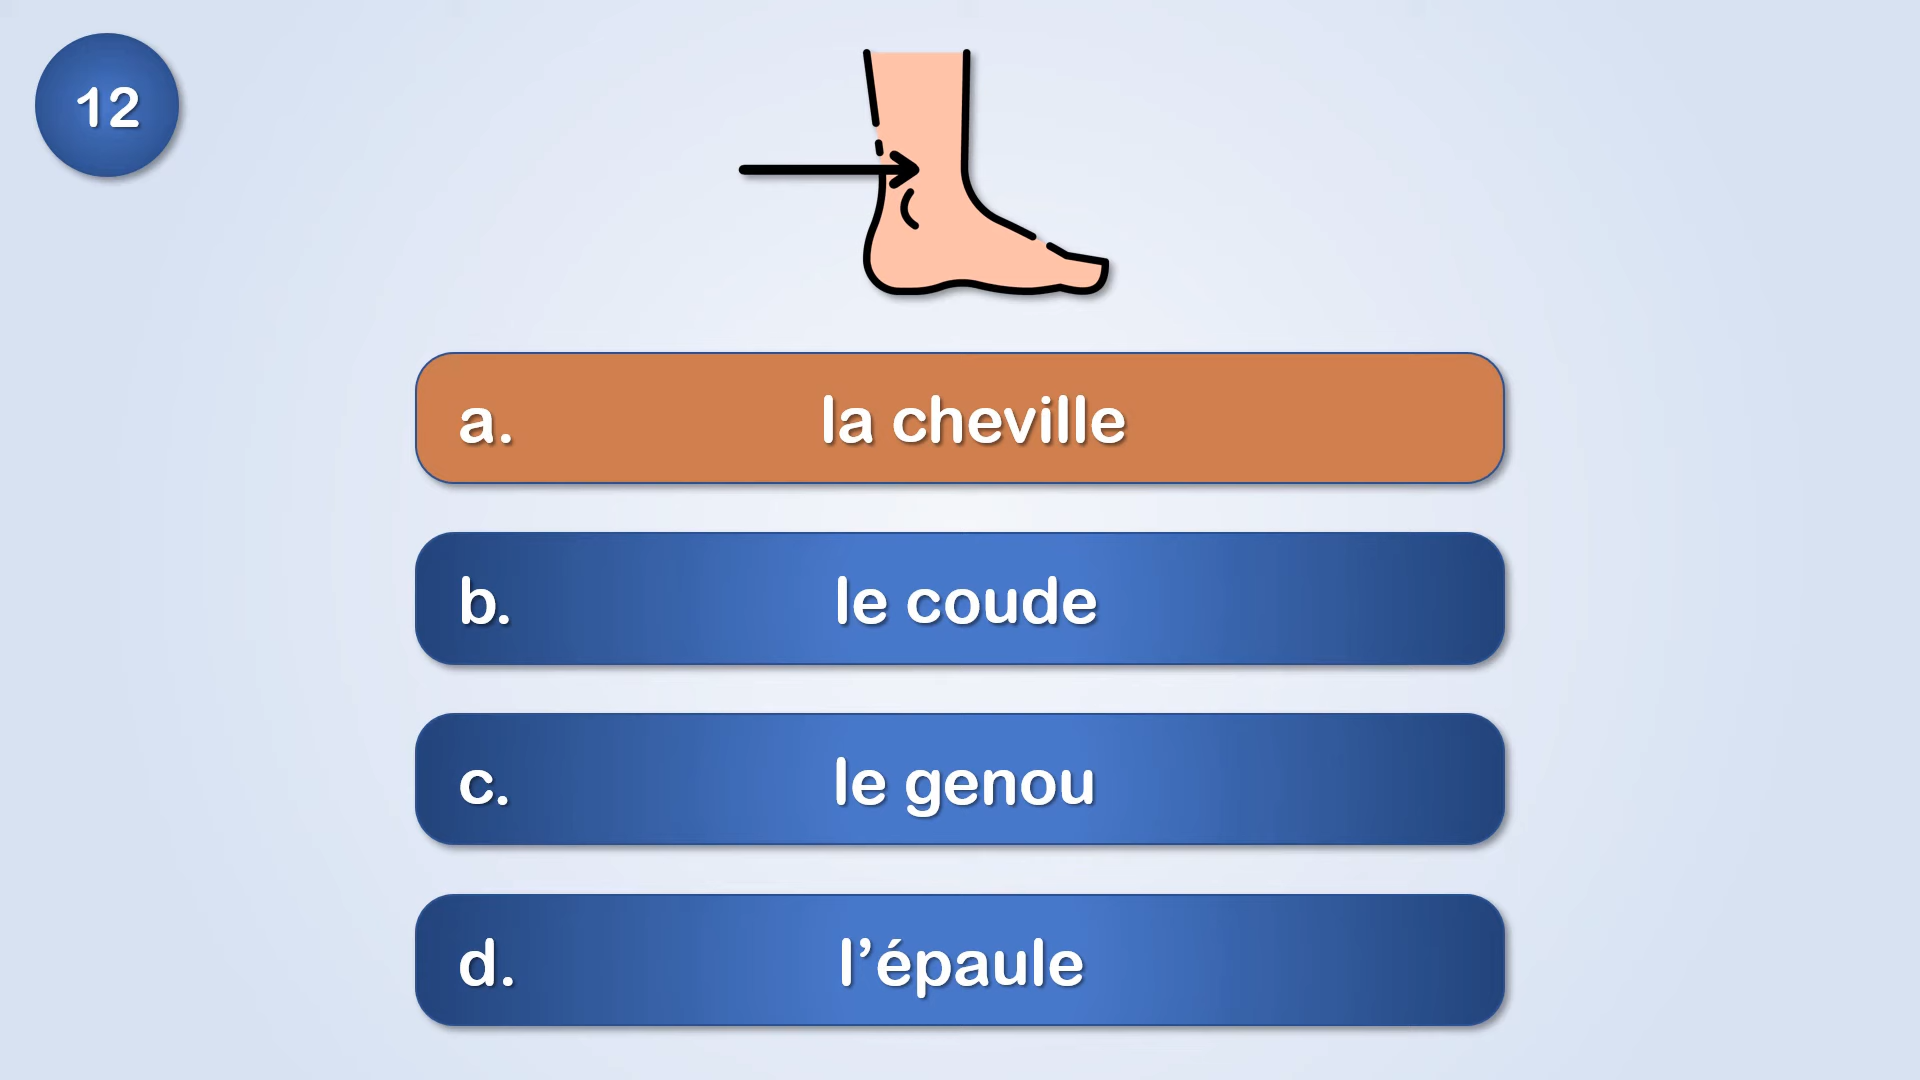 12
a. la cheville
b. le coude
c. le genou
d. l’épaule